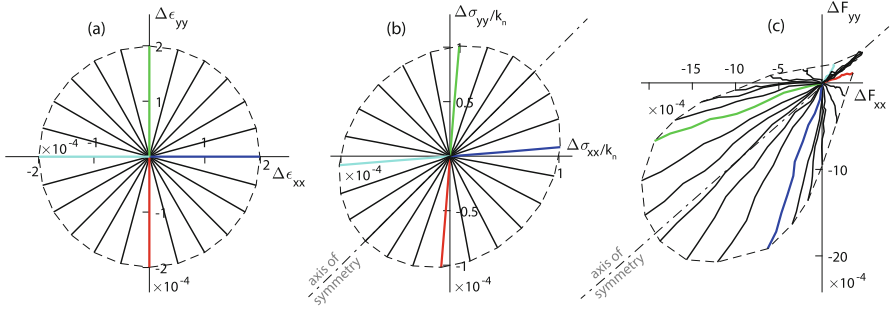 (a)
Δϵyy
2
1
×10⁻⁴
-2
-1
1
2
Δϵxx
-1
-2
×10⁻⁴
(b)
Δσyy/kn
1
0.5
Δσxx/kn
×10⁻⁴
1
-0.5
-1
×10⁻⁴
axis of
symmetry
(c)
ΔFyy
-15
-10
-5
ΔFxx
×10⁻⁴
-10
-20
×10⁻⁴
axis of
symmetry